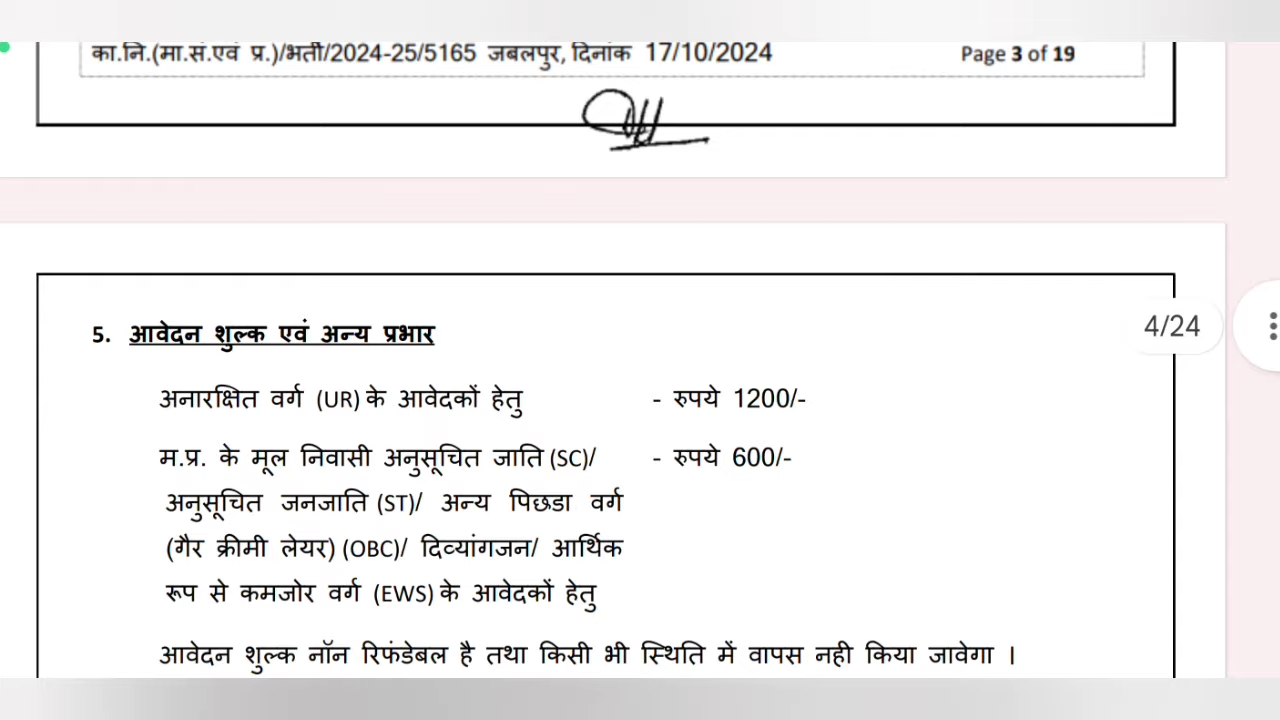 का.नि.(मा.सं.एवं प्र.)/भर्ती/2024-25/5165 जबलपुर, दिनांक 17/10/2024 Page 3 of 19
5. आवेदन शुल्क एवं अन्य प्रभार
4/24
अनारक्षित वर्ग (UR) के आवेदकों हेतु - रुपये 1200/-
म.प्र. के मूल निवासी अनुसूचित जाति (SC)/ - रुपये 600/-
अनुसूचित जनजाति (ST)/ अन्य पिछडा वर्ग
(गैर क्रीमी लेयर) (OBC)/ दिव्यांगजन/ आर्थिक
रूप से कमजोर वर्ग (EWS) के आवेदकों हेतु
आवेदन शुल्क नॉन रिफंडेबल है तथा किसी भी स्थिति में वापस नही किया जावेगा ।